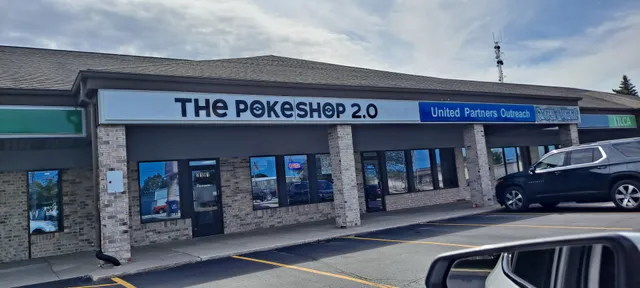 THE POKESHOP 2.0
United Partners Outreach